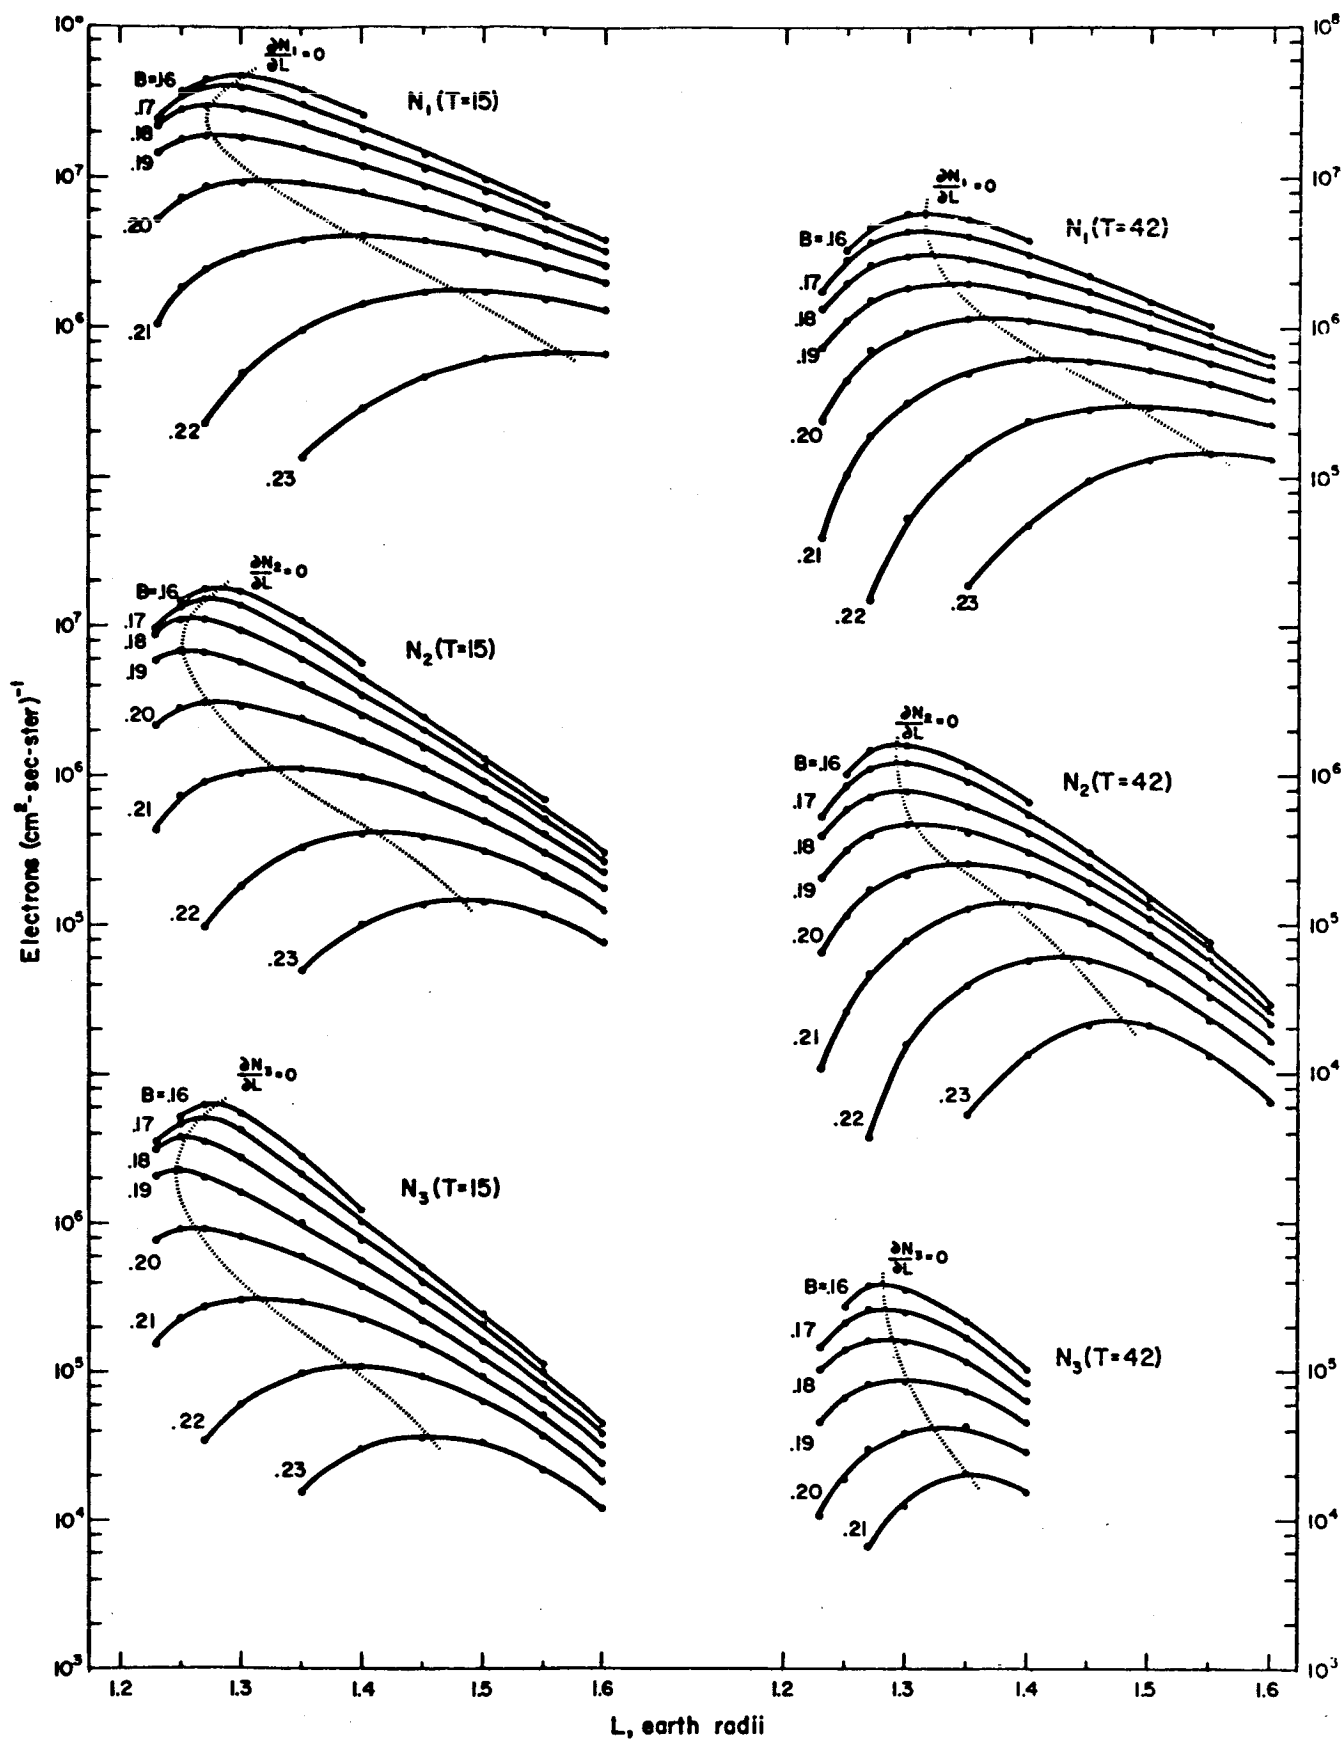 10⁸
10⁷
10⁶
10⁷
10⁶
10⁵
10⁶
10⁵
10⁴
10³
Electrons (cm²-sec-ster)⁻¹
∂N₁/∂L=0
N₁(T=15)
B=.16
.17
.18
.19
.20
.21
.22
.23
∂N₂/∂L=0
N₂(T=15)
B=.16
.17
.18
.19
.20
.21
.22
.23
∂N₃/∂L=0
N₃(T=15)
B=.16
.17
.18
.19
.20
.21
.22
.23
∂N₁/∂L=0
N₁(T=42)
B=.16
.17
.18
.19
.20
.21
.22
.23
∂N₂/∂L=0
N₂(T=42)
B=.16
.17
.18
.19
.20
.21
.22
.23
∂N₃/∂L=0
N₃(T=42)
B=.16
.17
.18
.19
.20
.21
10⁸
10⁷
10⁶
10⁵
10⁶
10⁵
10⁴
10⁵
10⁴
10³
1.2 1.3 1.4 1.5 1.6 1.2 1.3 1.4 1.5 1.6
L, earth radii